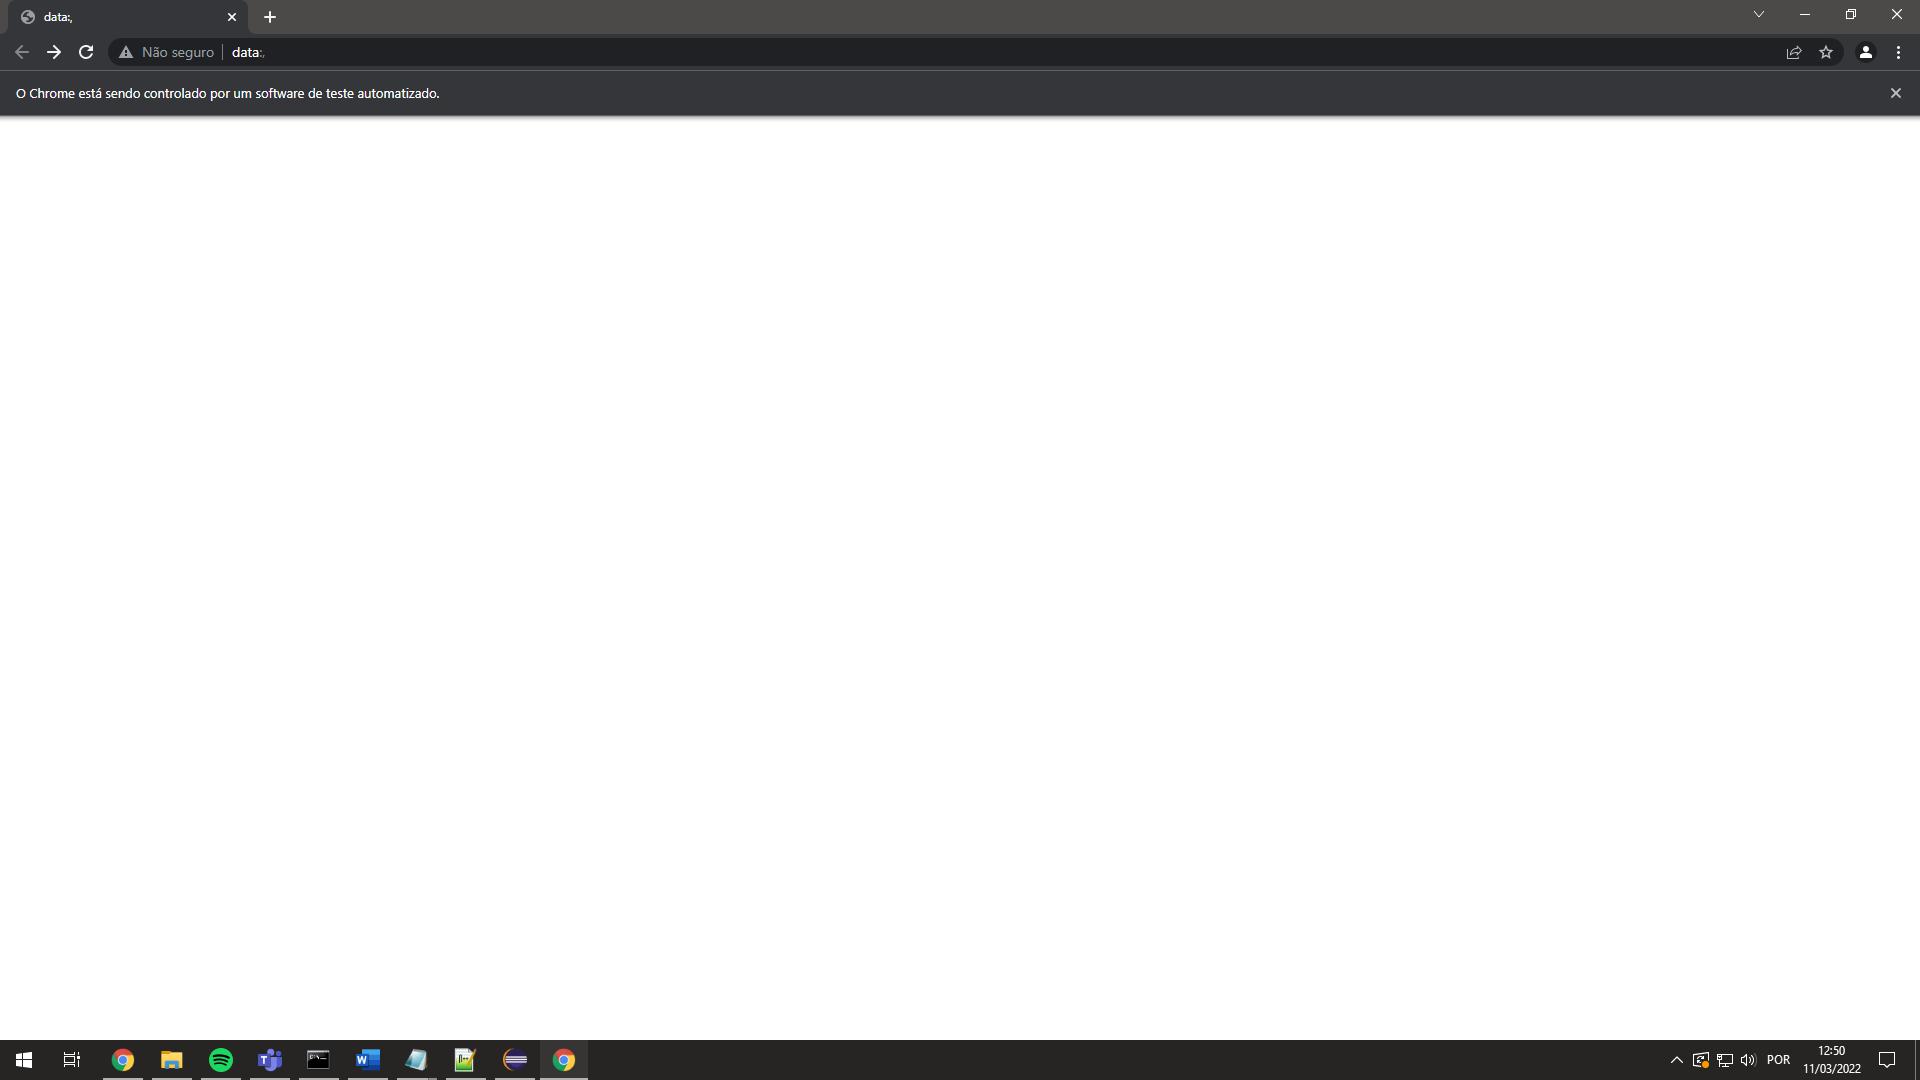 data:,
Não seguro | data:,
O Chrome está sendo controlado por um software de teste automatizado.
POR
12:50
11/03/2022